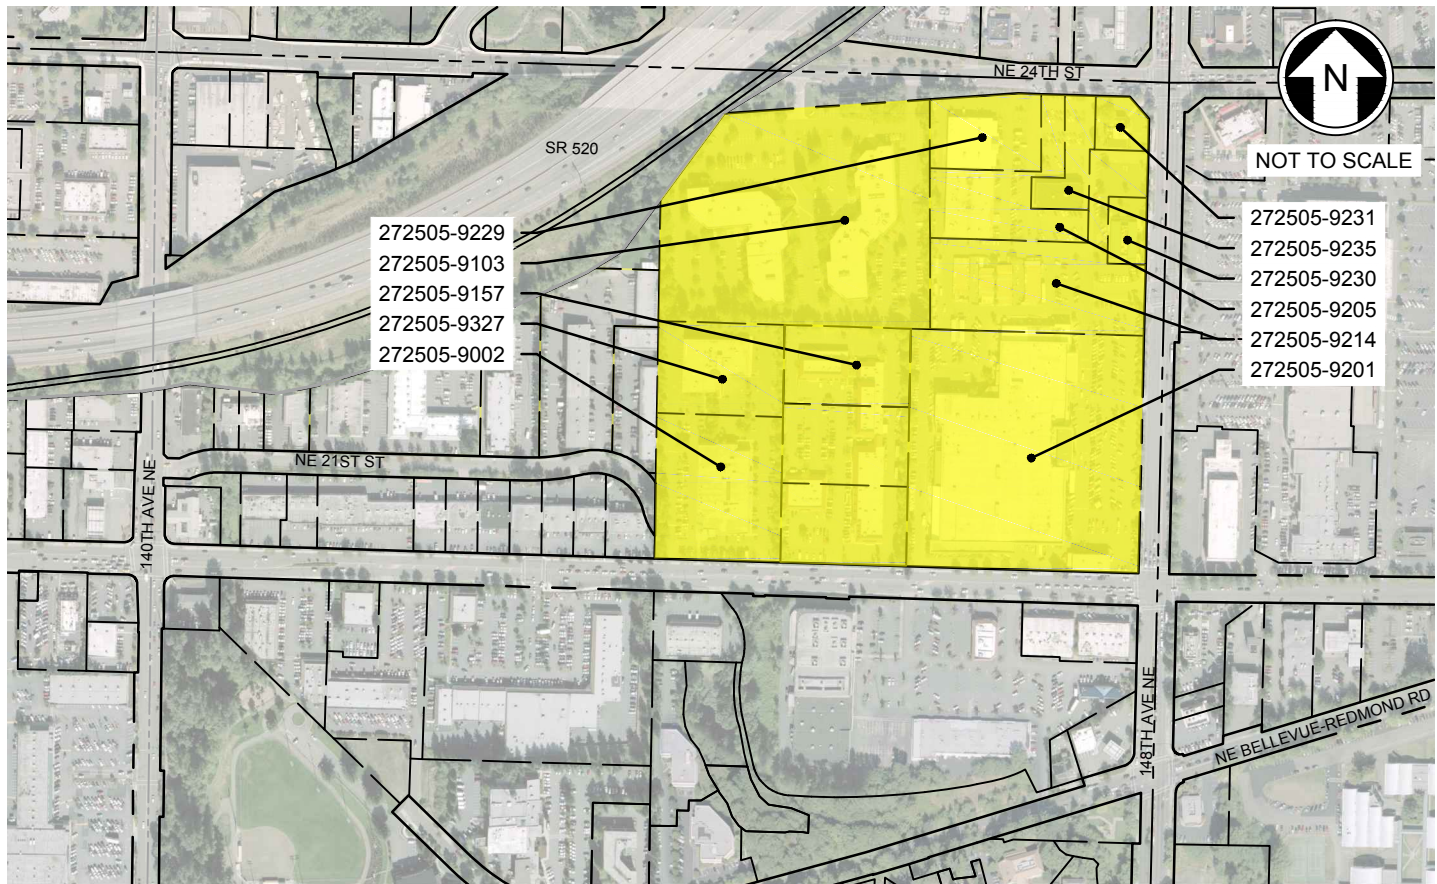 NE 24TH ST
N
SR 520
NOT TO SCALE
272505-9229
272505-9103
272505-9157
272505-9327
272505-9002
272505-9231
272505-9235
272505-9230
272505-9205
272505-9214
272505-9201
NE 21ST ST
140TH AVE NE
148TH AVE NE
NE BELLEVUE-REDMOND RD